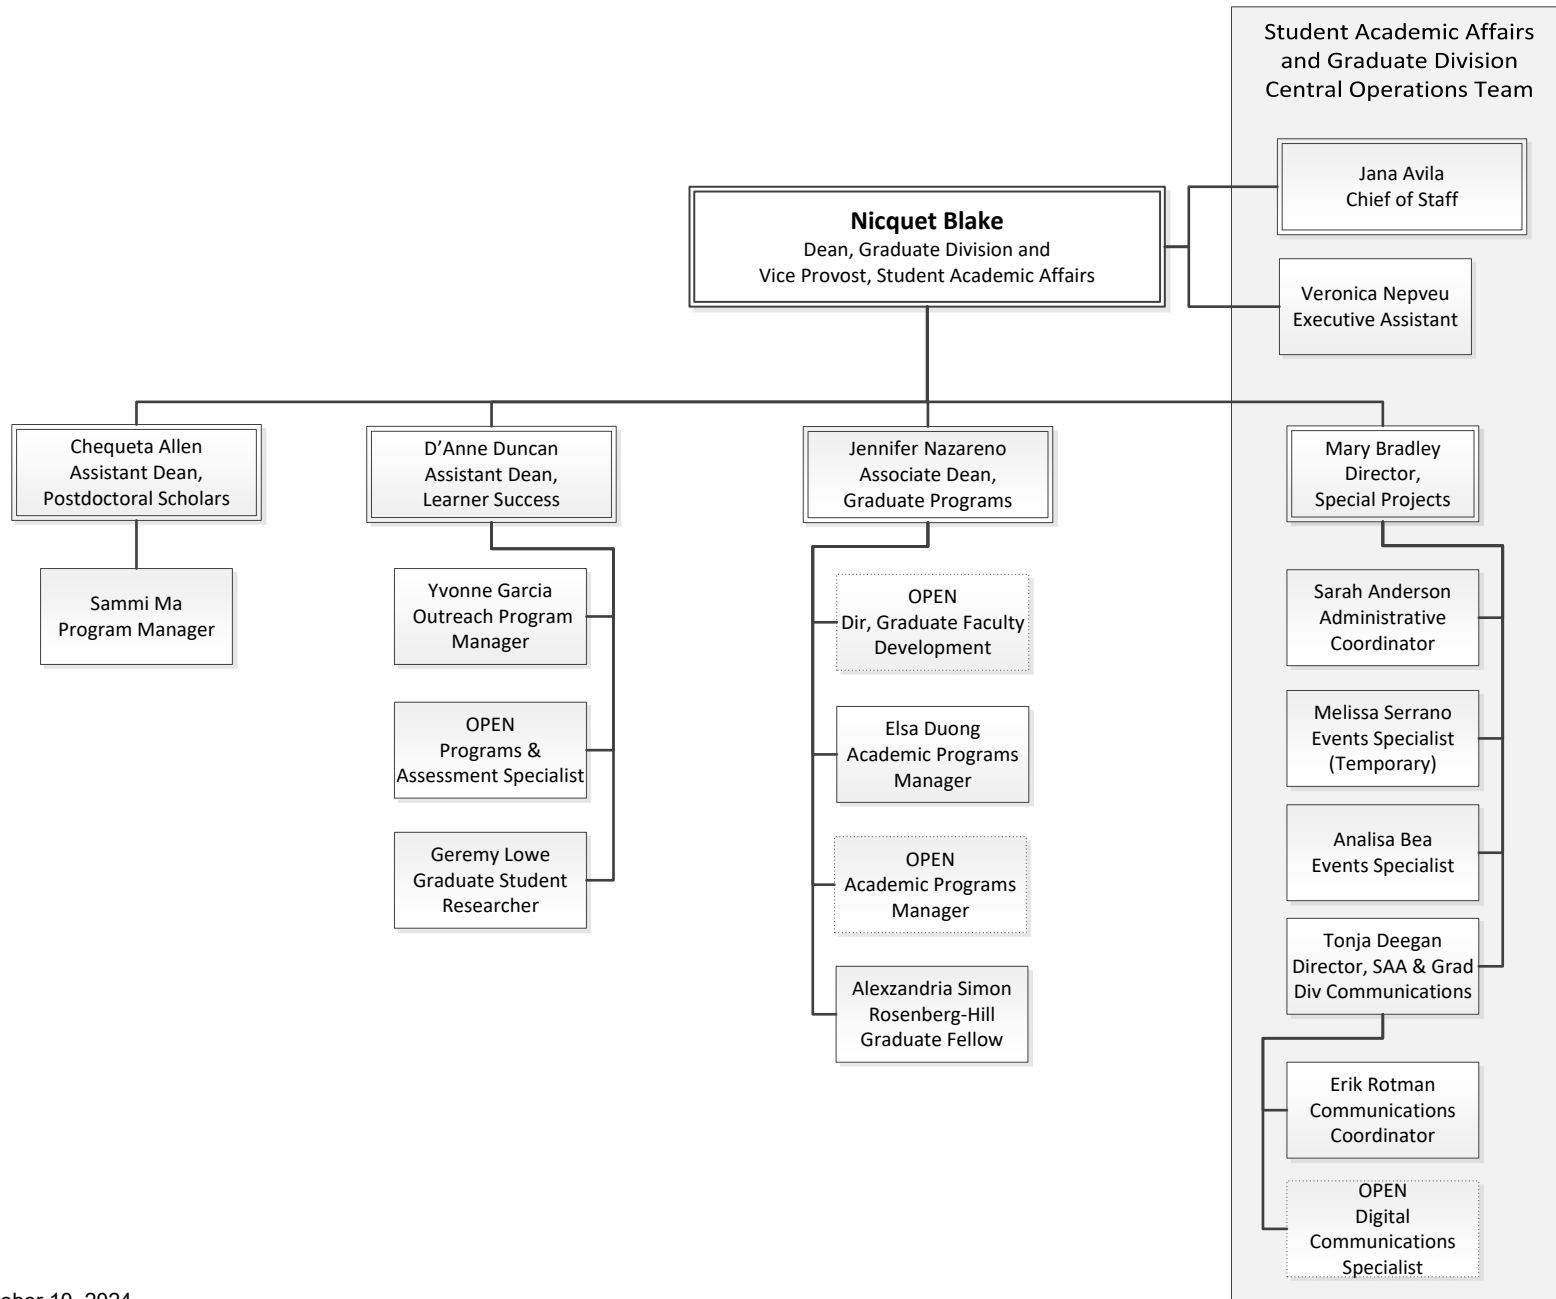 Student Academic Affairs
and Graduate Division
Central Operations Team
Jana Avila
Chief of Staff
Nicquet Blake
Dean, Graduate Division and
Vice Provost, Student Academic Affairs
Veronica Nepveu
Executive Assistant
Chequeta Allen
Assistant Dean,
Postdoctoral Scholars
Sammi Ma
Program Manager
D’Anne Duncan
Assistant Dean,
Learner Success
Yvonne Garcia
Outreach Program
Manager
OPEN
Programs &
Assessment Specialist
Geremy Lowe
Graduate Student
Researcher
Jennifer Nazareno
Associate Dean,
Graduate Programs
OPEN
Dir, Graduate Faculty
Development
Elsa Duong
Academic Programs
Manager
OPEN
Academic Programs
Manager
Alexzandria Simon
Rosenberg-Hill
Graduate Fellow
Mary Bradley
Director,
Special Projects
Sarah Anderson
Administrative
Coordinator
Melissa Serrano
Events Specialist
(Temporary)
Analisa Bea
Events Specialist
Tonja Deegan
Director, SAA & Grad
Div Communications
Erik Rotman
Communications
Coordinator
OPEN
Digital
Communications
Specialist
10, 2024